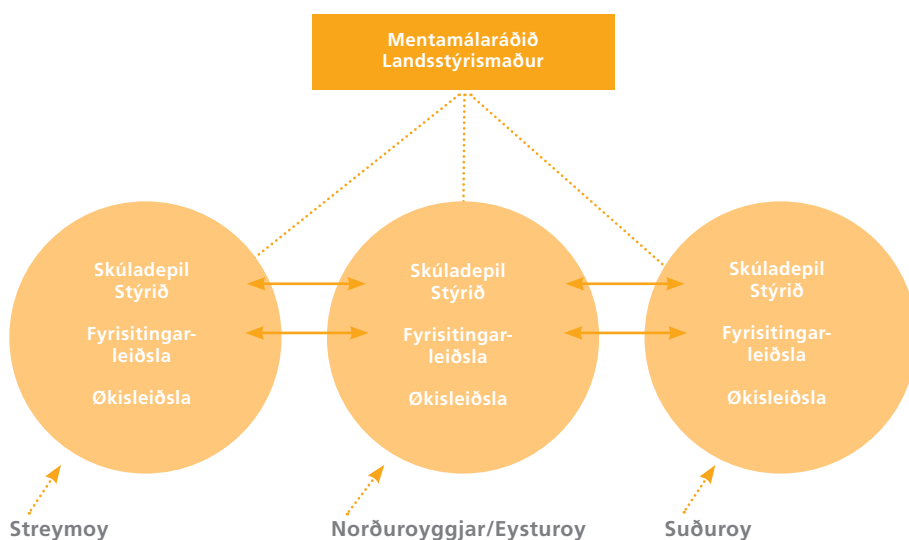 Mentamálaráðið
Landsstýrismaður
Skúladepil
Stýrið
Fyrisitingar-
leiðsla
Økisleiðsla
Skúladepil
Stýrið
Fyrisitingar-
leiðsla
Økisleiðsla
Skúladepil
Stýrið
Fyrisitingar-
leiðsla
Økisleiðsla
Streymoy
Norðuroyggjar/Eysturoy
Suðuroy